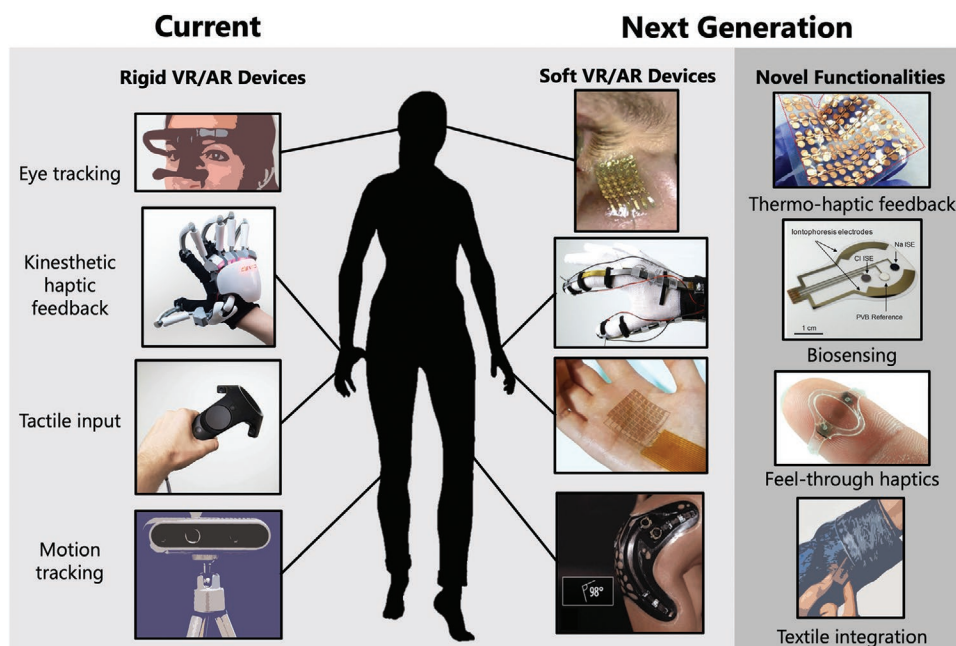 Current
Next Generation
Rigid VR/AR Devices
Soft VR/AR Devices
Novel Functionalities
Eye tracking
Thermo-haptic feedback
Kinesthetic
haptic
feedback
Iontophoresis electrodes
Na ISE
Cl ISE
PVB Reference
1 cm
Biosensing
Tactile input
Feel-through haptics
Motion
tracking
98°
Textile integration